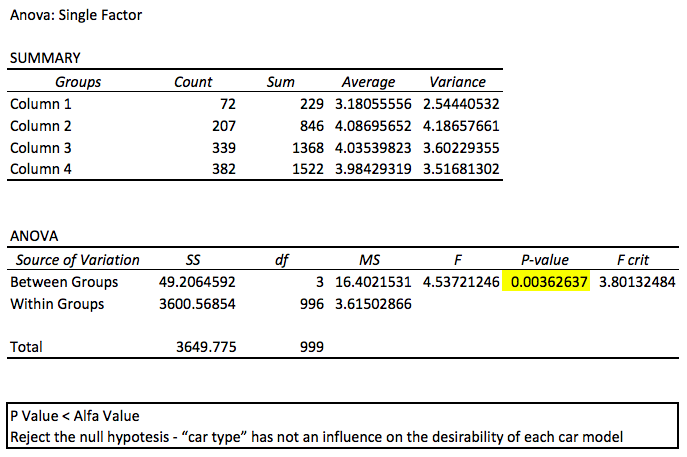 Anova: Single Factor
SUMMARY
Groups Count Sum Average Variance
Column 1 72 229 3.18055556 2.54440532
Column 2 207 846 4.08695652 4.18657661
Column 3 339 1368 4.03539823 3.60229355
Column 4 382 1522 3.98429319 3.51681302
ANOVA
Source of Variation SS df MS F P-value F crit
Between Groups 49.2064592 3 16.4021531 4.53721246 0.00362637 3.80132484
Within Groups 3600.56854 996 3.61502866
Total 3649.775 999
P Value < Alfa Value
Reject the null hypotesis - “car type” has not an influence on the desirability of each car model